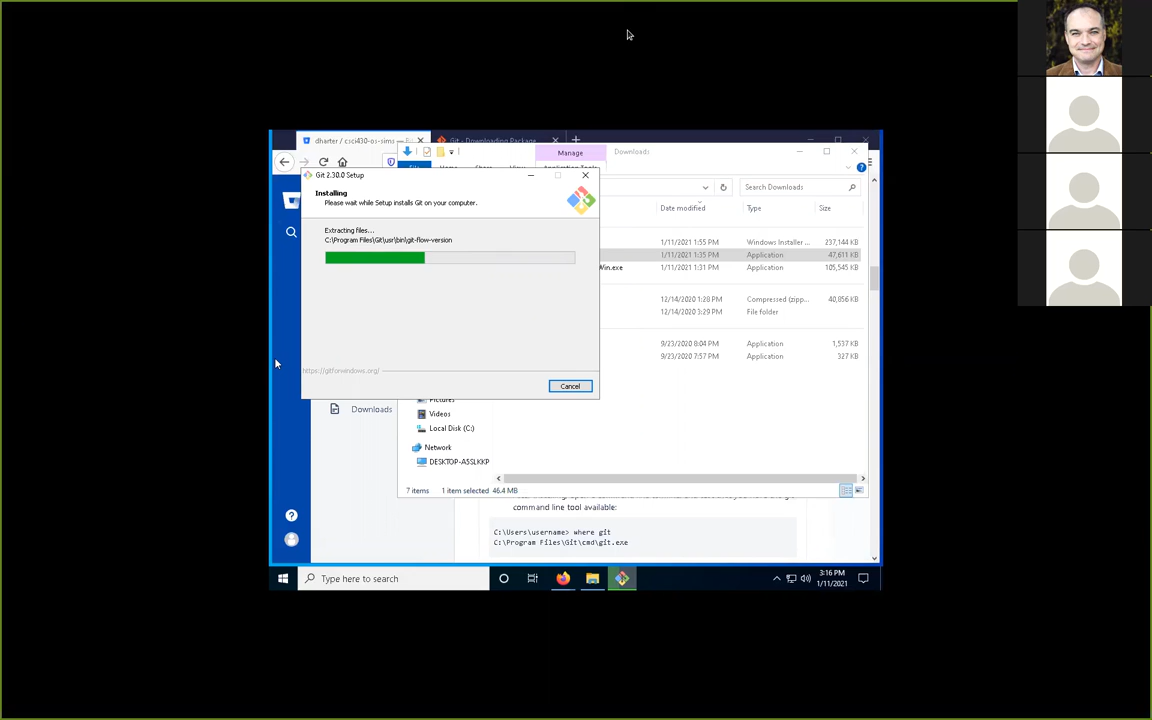 dharter / csci430-os-sims
Git - Downloading Package
Manage
Downloads
Git 2.30.0 Setup
Installing
Please wait while Setup installs Git on your computer.
Extracting files...
C:\Program Files\Git\usr\bin\git-flow-version
https://gitforwindows.org/
Cancel
Search Downloads
Date modified
Type
Size
1/11/2021 1:55 PM Windows Installer ... 237,144 KB
1/11/2021 1:35 PM Application 47,611 KB
Win.exe 1/11/2021 1:31 PM Application 105,545 KB
12/14/2020 1:28 PM Compressed (zipp... 40,856 KB
12/14/2020 3:29 PM File folder
9/23/2020 8:04 PM Application 1,537 KB
9/23/2020 7:57 PM Application 327 KB
Downloads
Pictures
Videos
Local Disk (C:)
Network
DESKTOP-A5SLKKP
7 items 1 item selected 46.4 MB
command line tool available:
C:\Users\username> where git
C:\Program Files\Git\cmd\git.exe
Type here to search
3:16 PM
1/11/2021